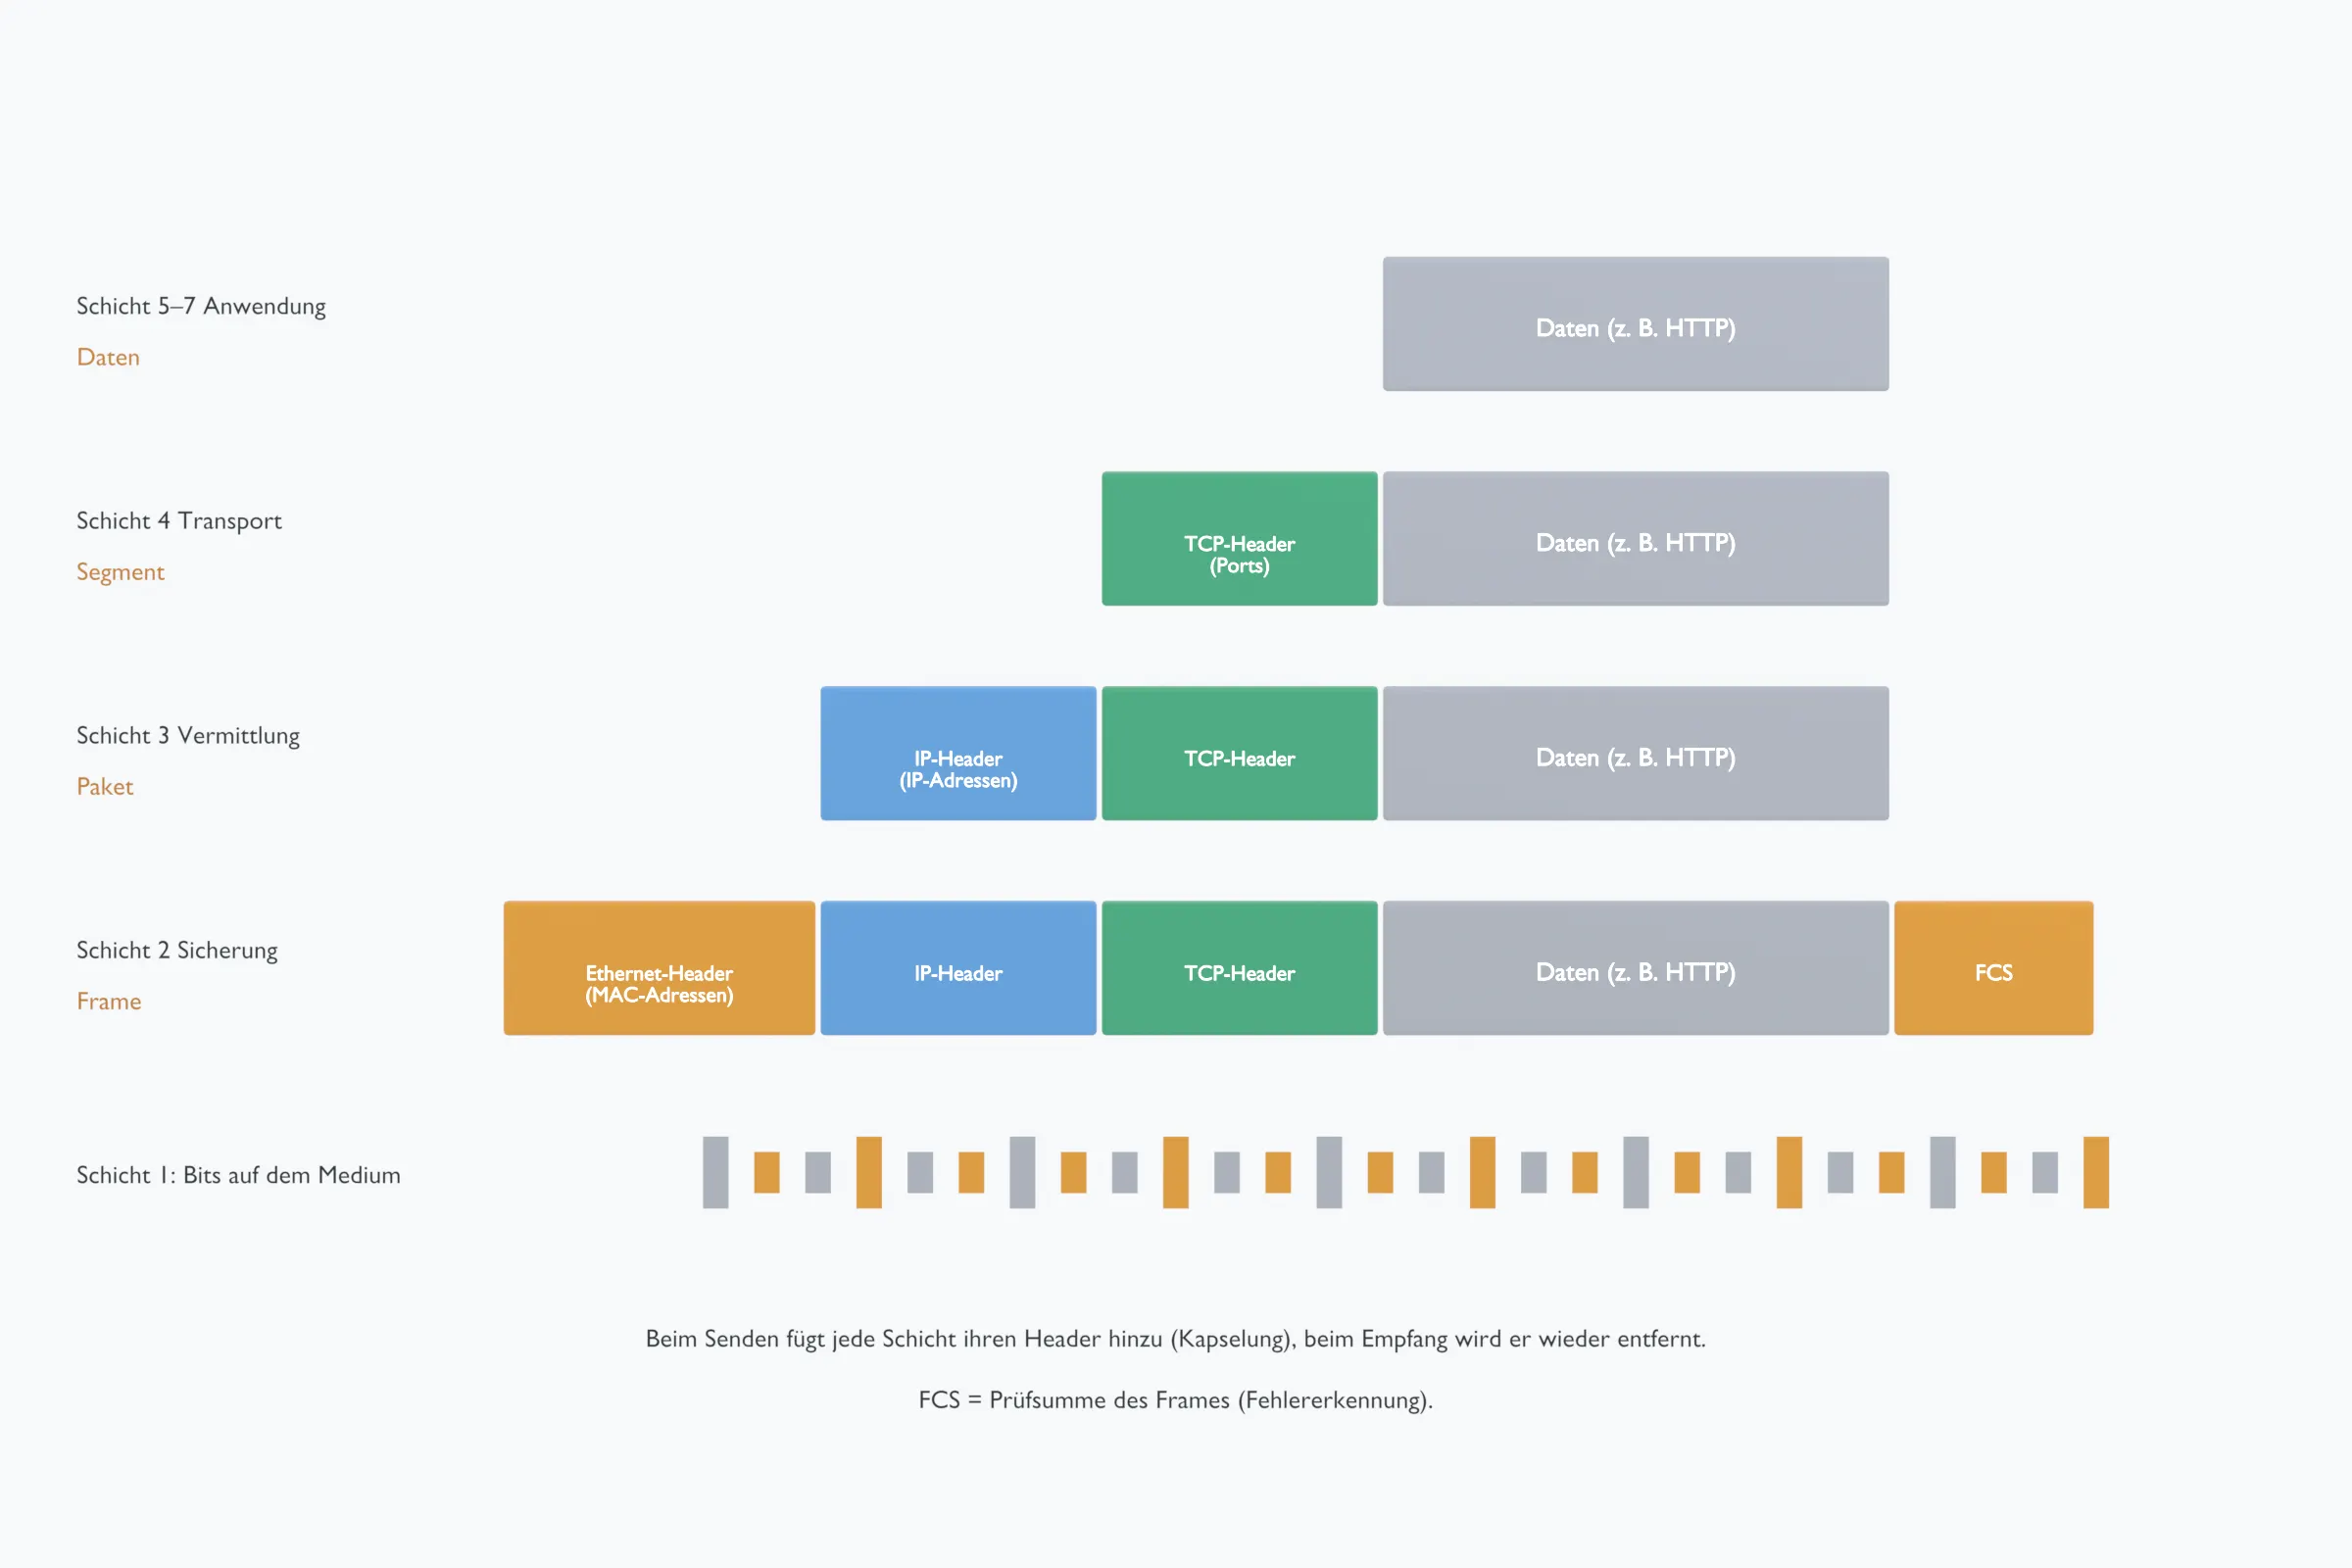 Schicht 5–7 Anwendung
Daten
Daten (z. B. HTTP)
Schicht 4 Transport
Segment
TCP-Header
(Ports)
Daten (z. B. HTTP)
Schicht 3 Vermittlung
Paket
IP-Header
(IP-Adressen)
TCP-Header
Daten (z. B. HTTP)
Schicht 2 Sicherung
Frame
Ethernet-Header
(MAC-Adressen)
IP-Header
TCP-Header
Daten (z. B. HTTP)
FCS
Schicht 1: Bits auf dem Medium
Beim Senden fügt jede Schicht ihren Header hinzu (Kapselung), beim Empfang wird er wieder entfernt.
FCS = Prüfsumme des Frames (Fehlererkennung).